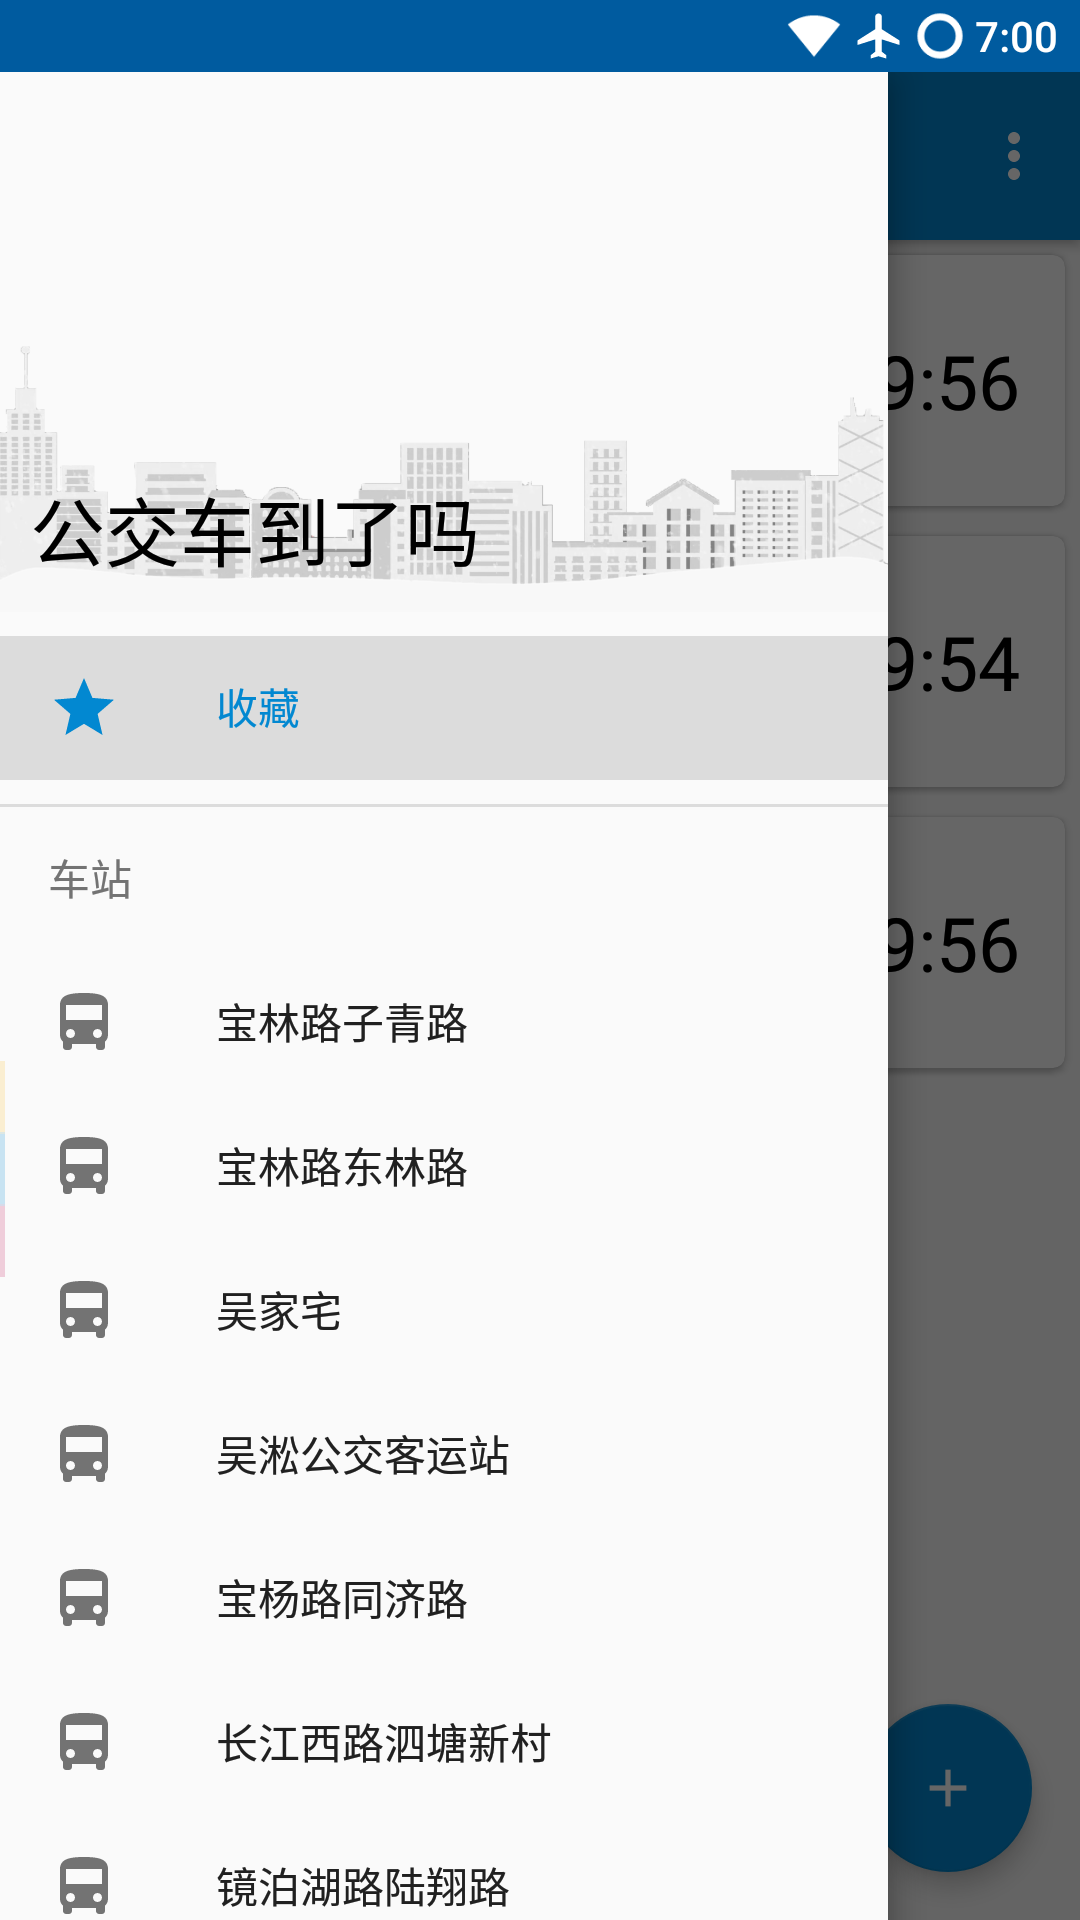 7:00
公交车到了吗
收藏
车站
宝林路子青路
宝林路东林路
吴家宅
吴淞公交客运站
宝杨路同济路
长江西路泗塘新村
镜泊湖路陆翔路
9:56
9:54
9:56